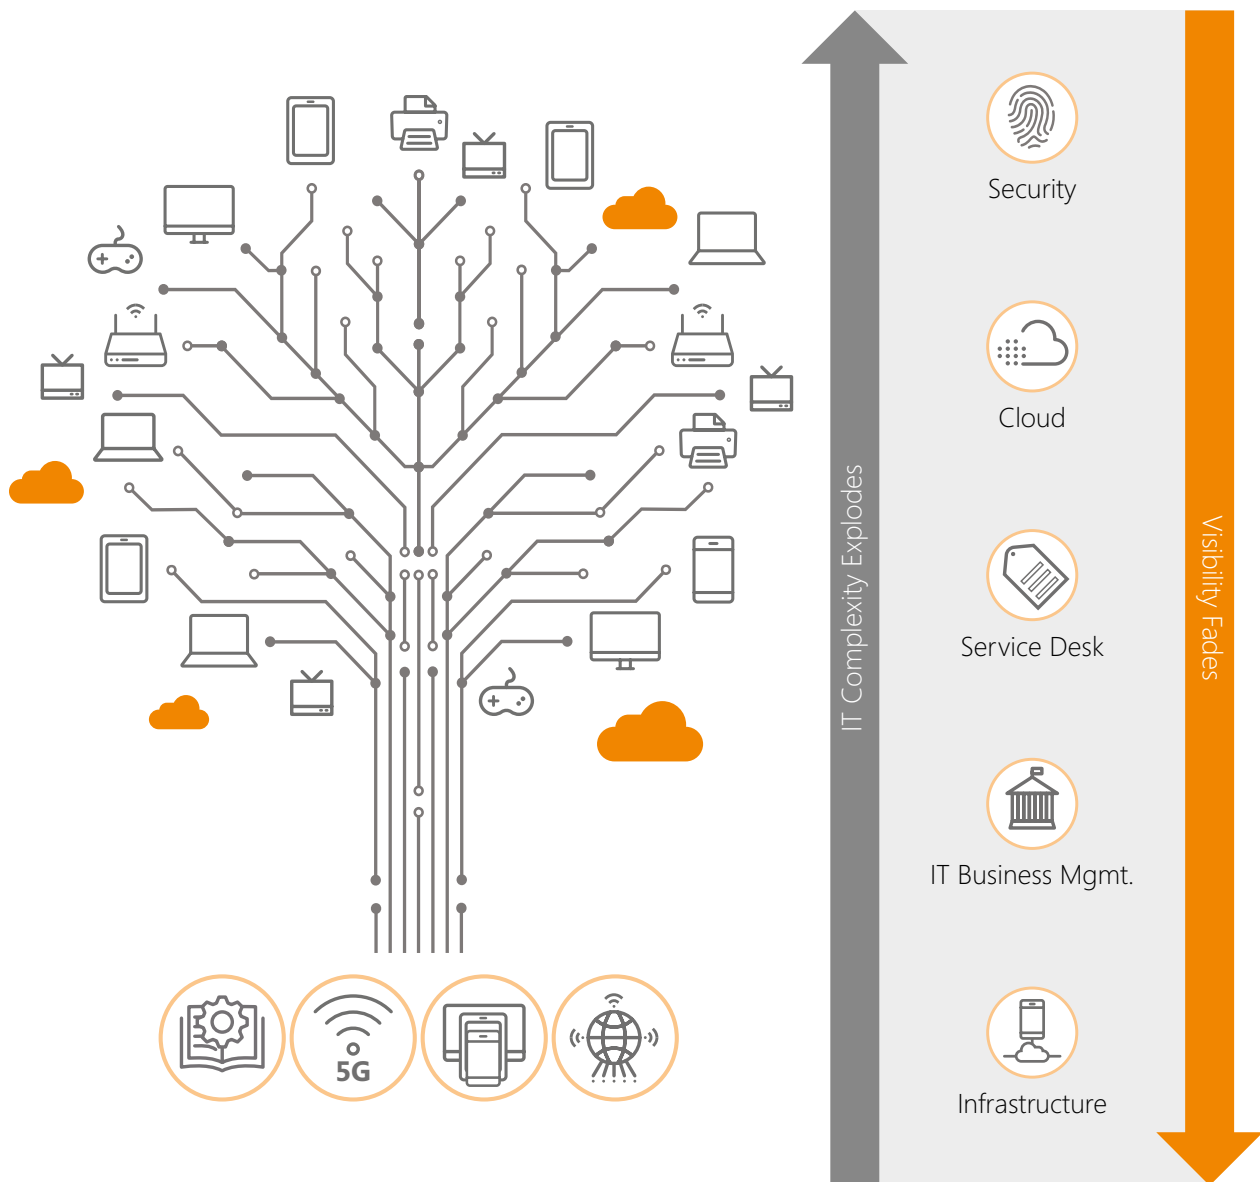 Security
Cloud
Service Desk
IT Business Mgmt.
Infrastructure
IT Complexity Explodes
Visibility Fades
5G